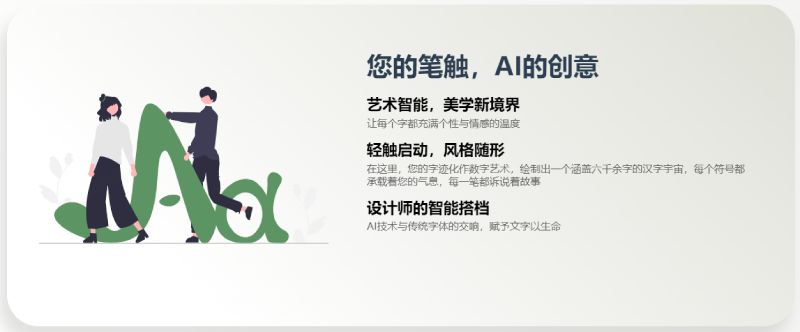 Aa
您的笔触，AI的创意
艺术智能，美学新境界
让每个字都充满个性与情感的温度
轻触启动，风格随形
在这里，您的字迹化作数字艺术，绘制出一个涵盖六千余字的汉字宇宙，每个符号都
承载着您的气息，每一笔都诉说着故事
设计师的智能搭档
AI技术与传统字体的交响，赋予文字以生命